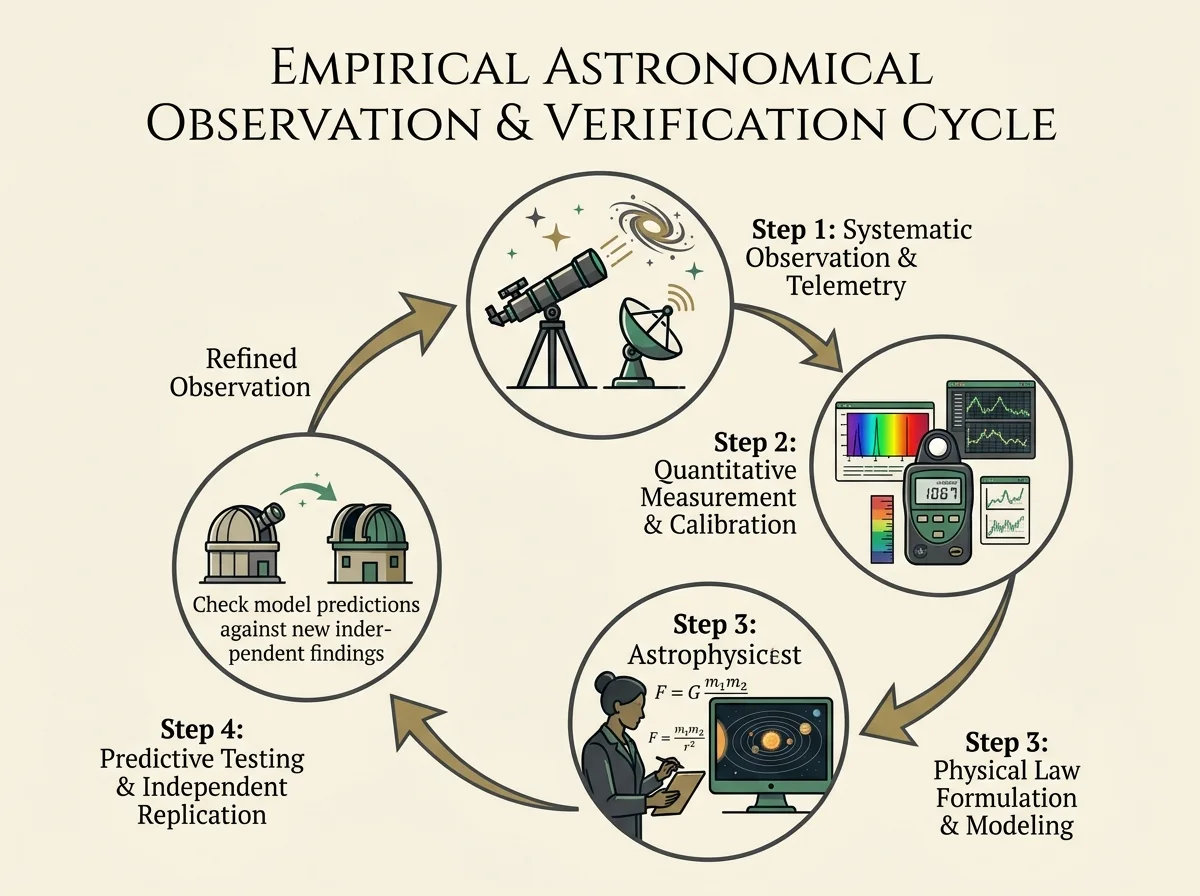 EMPIRICAL ASTRONOMICAL
OBSERVATION & VERIFICATION CYCLE
Step 1: Systematic
Observation &
Telemetry
Refined
Observation
Step 2:
Quantitative
Measurement
& Calibration
1067
Check model predictions
against new inder-
pendent findings
Step 3:
F = G m₁m₂
F = m₁m₂/r²
Step 4:
Predictive Testing
& Independent
Replication
Step 3:
Physical Law
Formulation
& Modeling